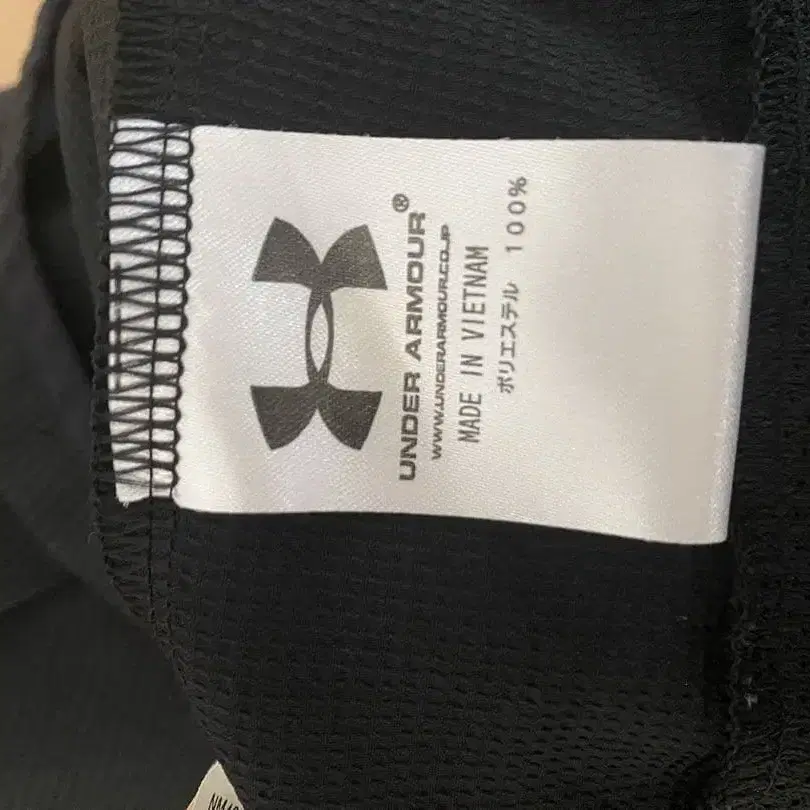 UNDER ARMOUR®
WWW.UNDERARMOUR.CO.JP
MADE IN VIETNAM
ポリエステル 100%